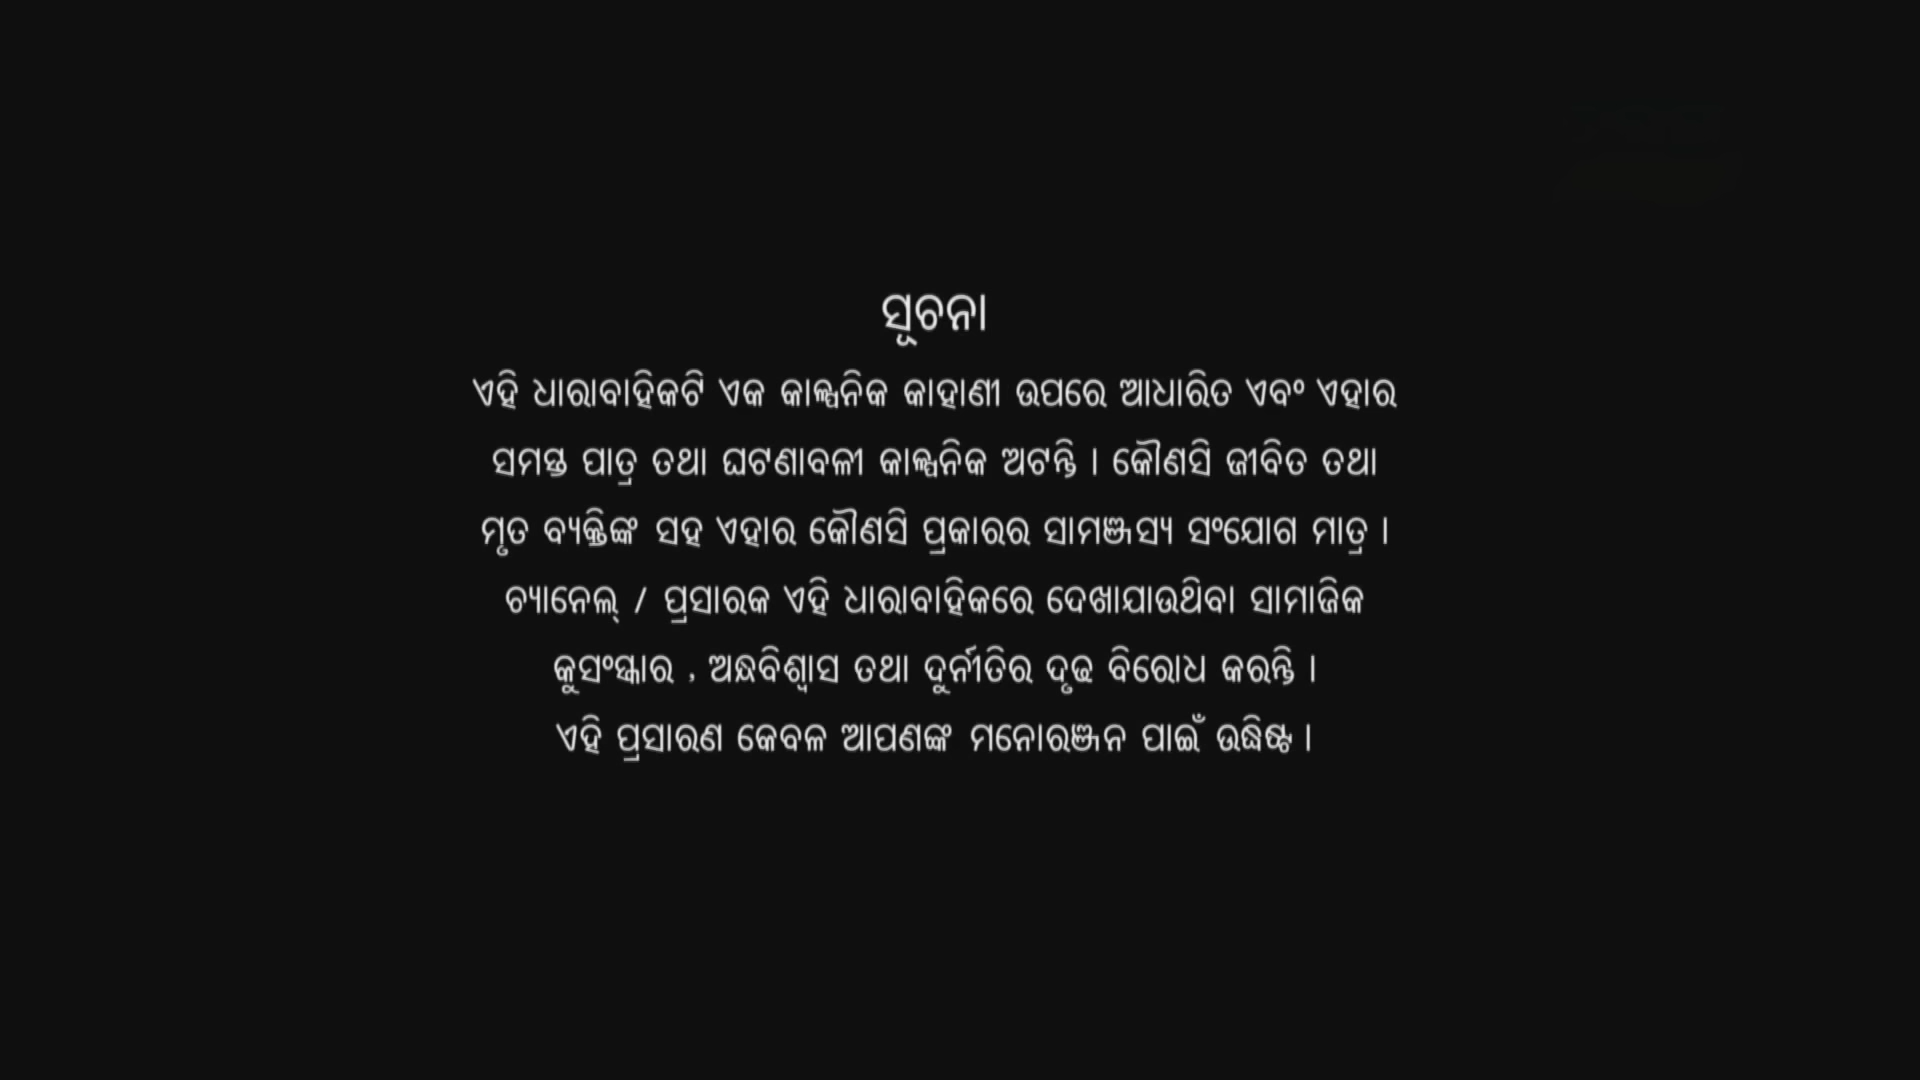 ସୂଚନା
ଏହି ଧାରାବାହିକଟି ଏକ କାଳ୍ପନିକ କାହାଣୀ ଉପରେ ଆଧାରିତ ଏବଂ ଏହାର
ସମସ୍ତ ପାତ୍ର ତଥା ଘଟଣାବଳୀ କାଳ୍ପନିକ ଅଟନ୍ତି । କୌଣସି ଜୀବିତ ତଥା
ମୃତ ବ୍ୟକ୍ତିଙ୍କ ସହ ଏହାର କୌଣସି ପ୍ରକାରର ସାମଞ୍ଜସ୍ୟ ସଂଯୋଗ ମାତ୍ର ।
ଚ୍ୟାନେଲ୍ / ପ୍ରସାରକ ଏହି ଧାରାବାହିକରେ ଦେଖାଯାଉଥିବା ସାମାଜିକ
କୁସଂସ୍କାର , ଅନ୍ଧବିଶ୍ୱାସ ତଥା ଦୁର୍ନୀତିର ଦୃଢ ବିରୋଧ କରନ୍ତି ।
ଏହି ପ୍ରସାରଣ କେବଳ ଆପଣଙ୍କ ମନୋରଞ୍ଜନ ପାଇଁ ଉଦ୍ଧିଷ୍ଟ ।